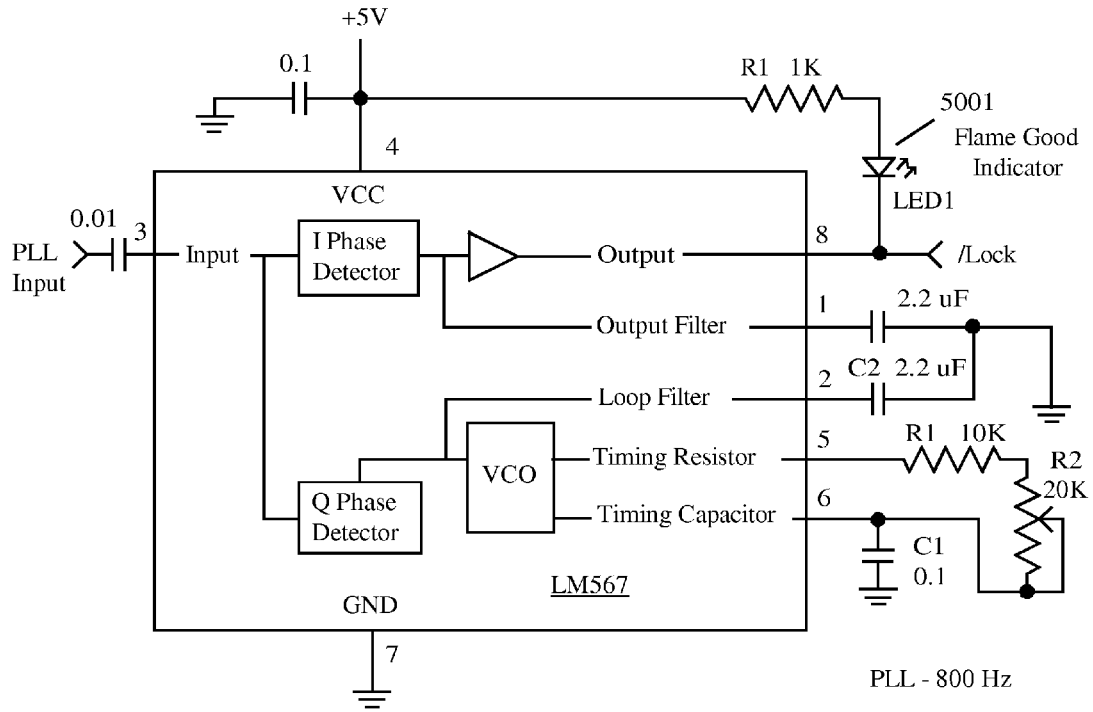 +5V
0.1
R1 1K
5001
Flame Good
Indicator
LED1
4
VCC
0.01
3
PLL
Input
Input
I Phase
Detector
Output
8
/Lock
Output Filter
1
2.2 uF
Loop Filter
2
C2 2.2 uF
VCO
Timing Resistor
5
R1 10K
R2
20K
Q Phase
Detector
Timing Capacitor
6
C1
0.1
LM567
GND
7
PLL - 800 Hz